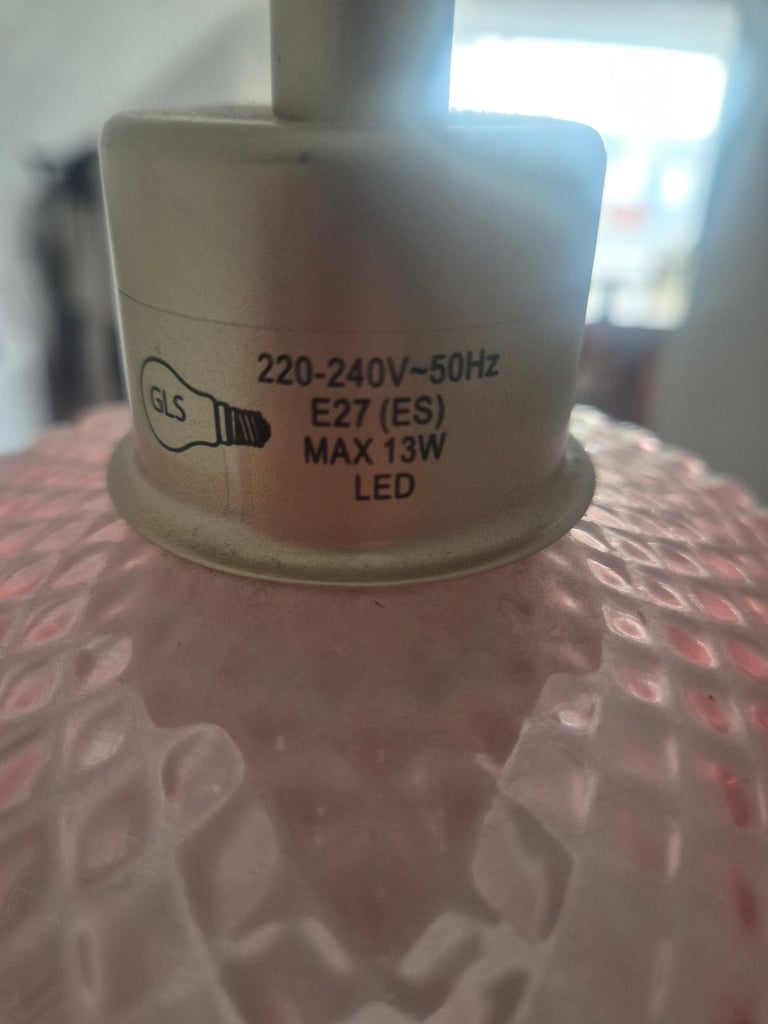 GLS
220-240V~50Hz
E27 (ES)
MAX 13W
LED